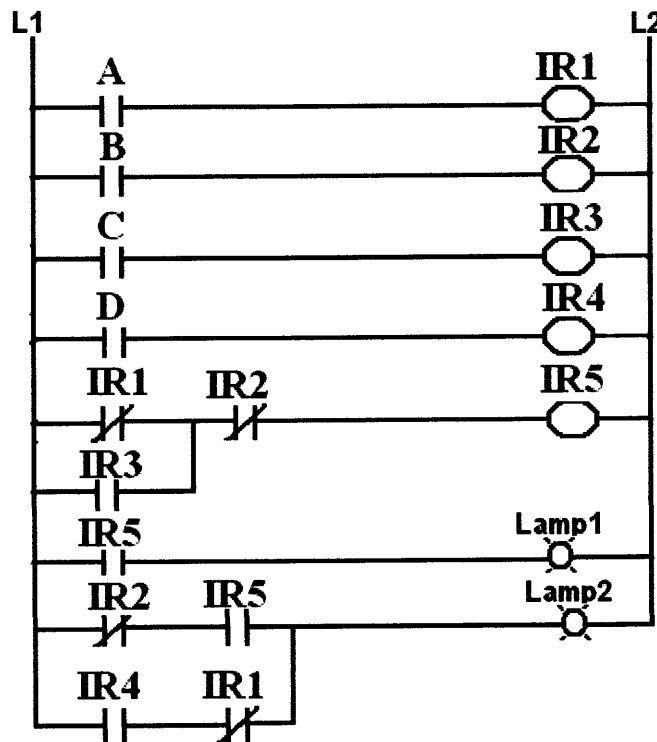 L1 L2
A IR1
B IR2
C IR3
D IR4
IR1 IR2 IR5
IR3
IR5 Lamp1
IR2 IR5 Lamp2
IR4 IR1